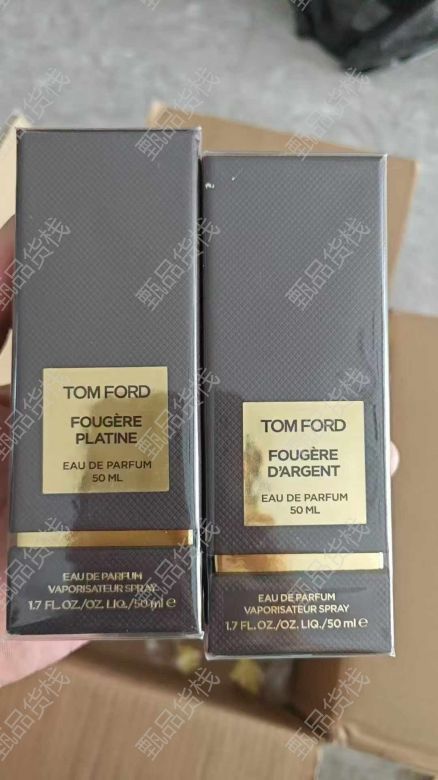 TOM FORD
FOUGÈRE
PLATINE
EAU DE PARFUM
50 ML
EAU DE PARFUM
VAPORISATEUR SPRAY
1.7 FL.OZ./OZ. LIQ./50 ml e
TOM FORD
FOUGÈRE
D'ARGENT
EAU DE PARFUM
50 ML
EAU DE PARFUM
VAPORISATEUR SPRAY
1.7 FL.OZ./OZ. LIQ./50 ml e
甄品货栈